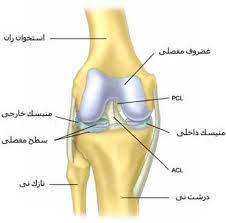 استخوان ران
غضروف مفصلی
PCL
منیسک خارجی
منیسک داخلی
سطح مفصلی
ACL
نازک نی
درشت نی